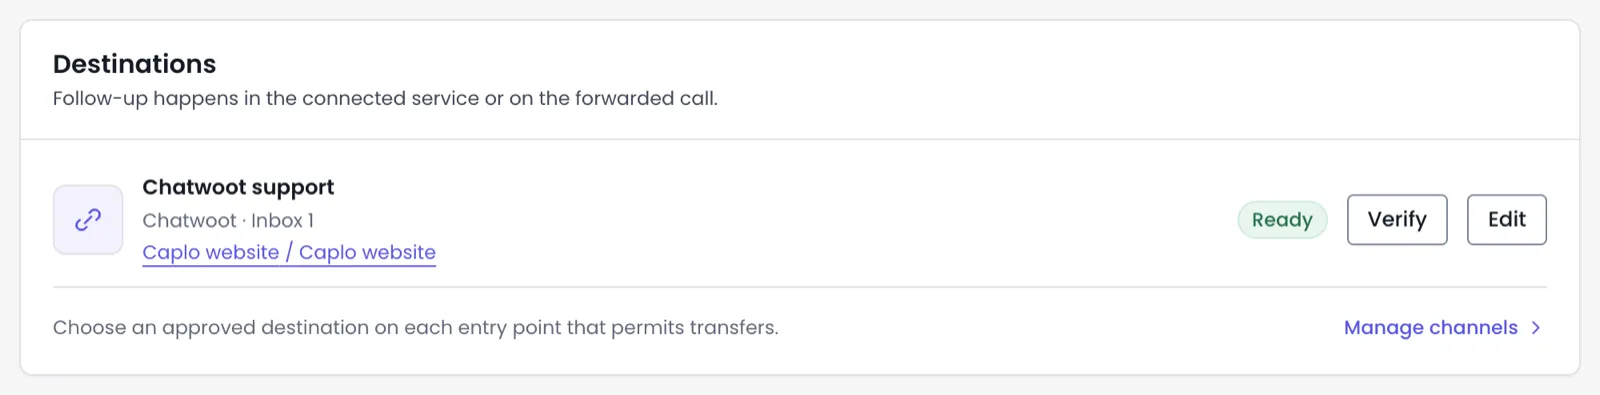 Destinations
Follow-up happens in the connected service or on the forwarded call.
Chatwoot support
Chatwoot · Inbox 1
Caplo website / Caplo website
Ready
Verify
Edit
Choose an approved destination on each entry point that permits transfers.
Manage channels